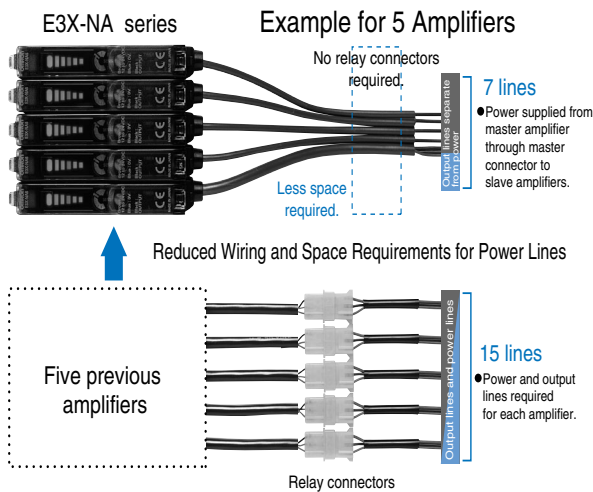 E3X-NA series
Example for 5 Amplifiers
No relay connectors
required.
Output lines separate
from power
7 lines
●Power supplied from
master amplifier
through master
connector to
slave amplifiers.
Less space
required.
Reduced Wiring and Space Requirements for Power Lines
Five previous
amplifiers
Output lines and power lines
15 lines
●Power and output
lines required
for each amplifier.
Relay connectors